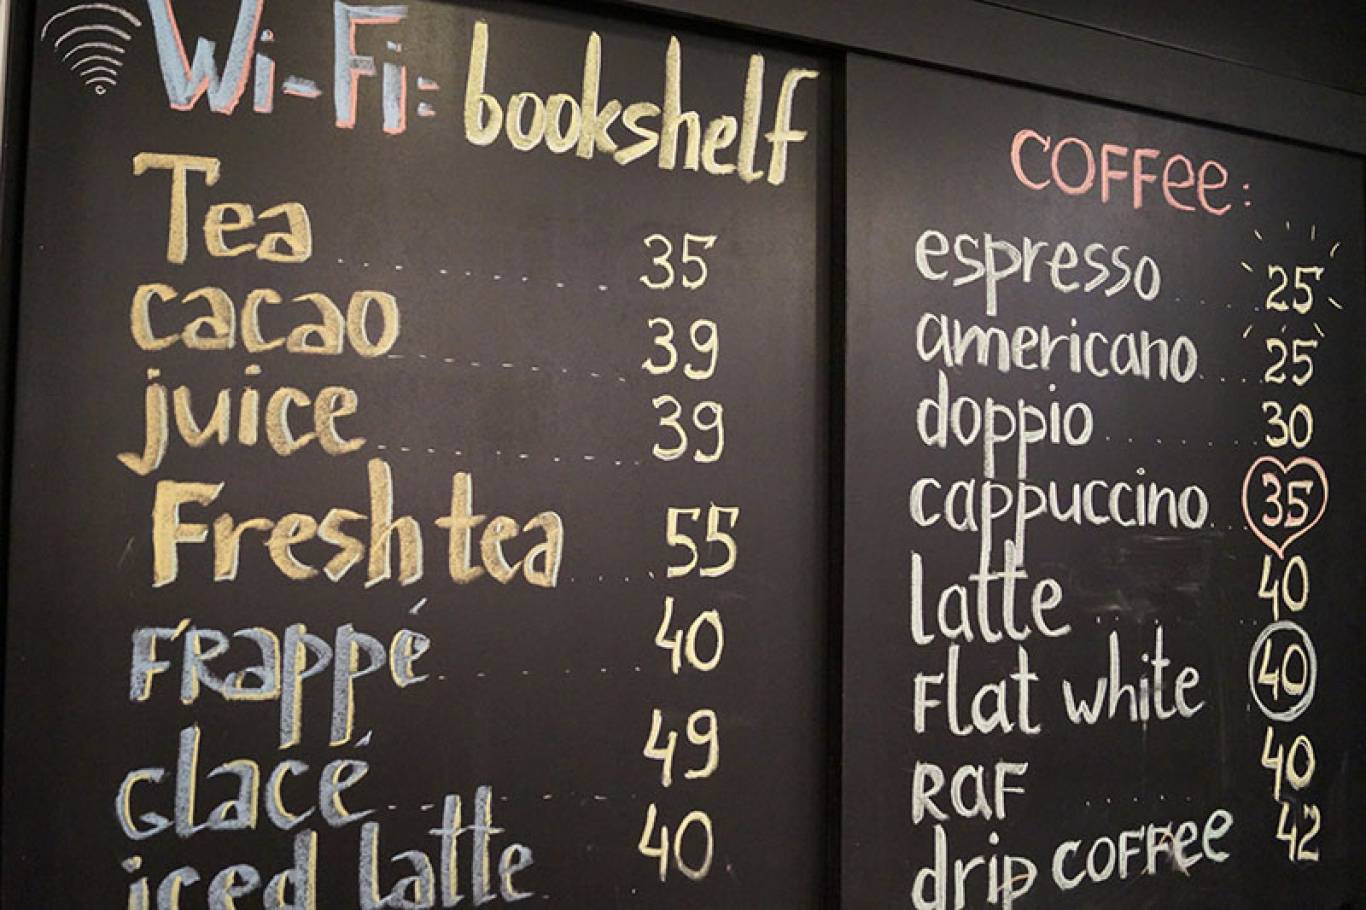 Wi-Fi: bookshelf
Tea 35
cacao 39
juice 39
Fresh tea 55
Frappé 40
Glacé 49
iced latte 40
COFFee:
espresso 25
americano 25
doppio 30
cappuccino 35
latte 40
Flat white 40
RaF 40
drip COFFee 42